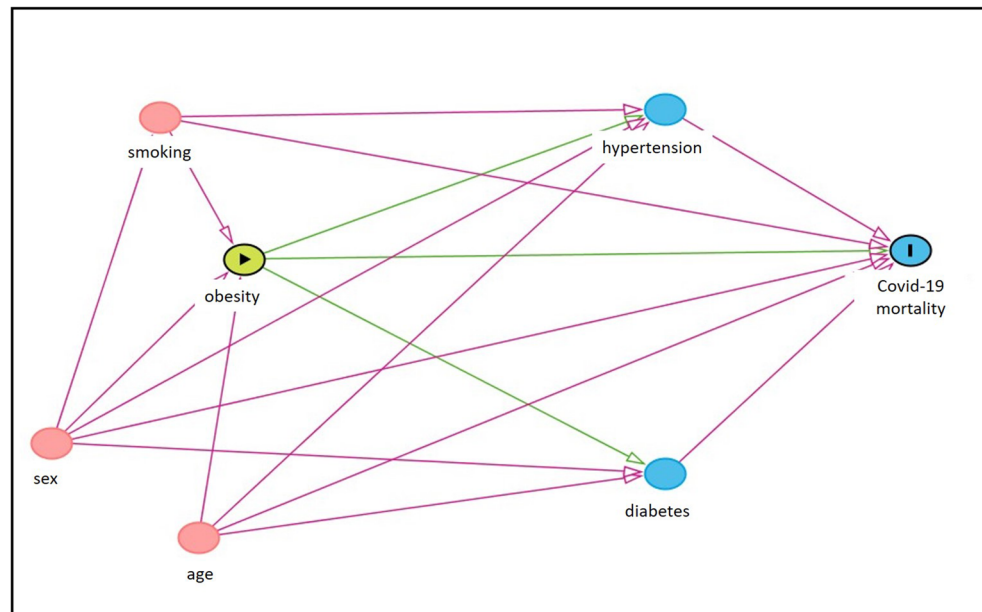 smoking
hypertension
obesity
Covid-19
mortality
sex
diabetes
age